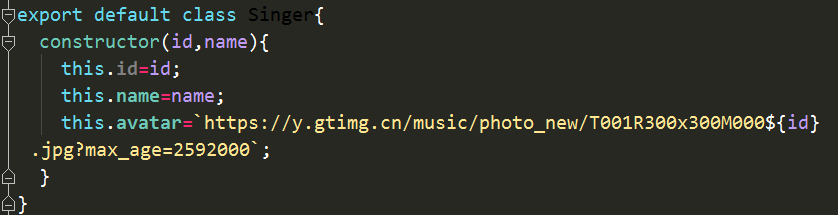 export default class Singer{
constructor(id,name){
this.id=id;
this.name=name;
this.avatar=`https://y.gtimg.cn/music/photo_new/T001R300x300M000${id}
.jpg?max_age=2592000`;
}
}